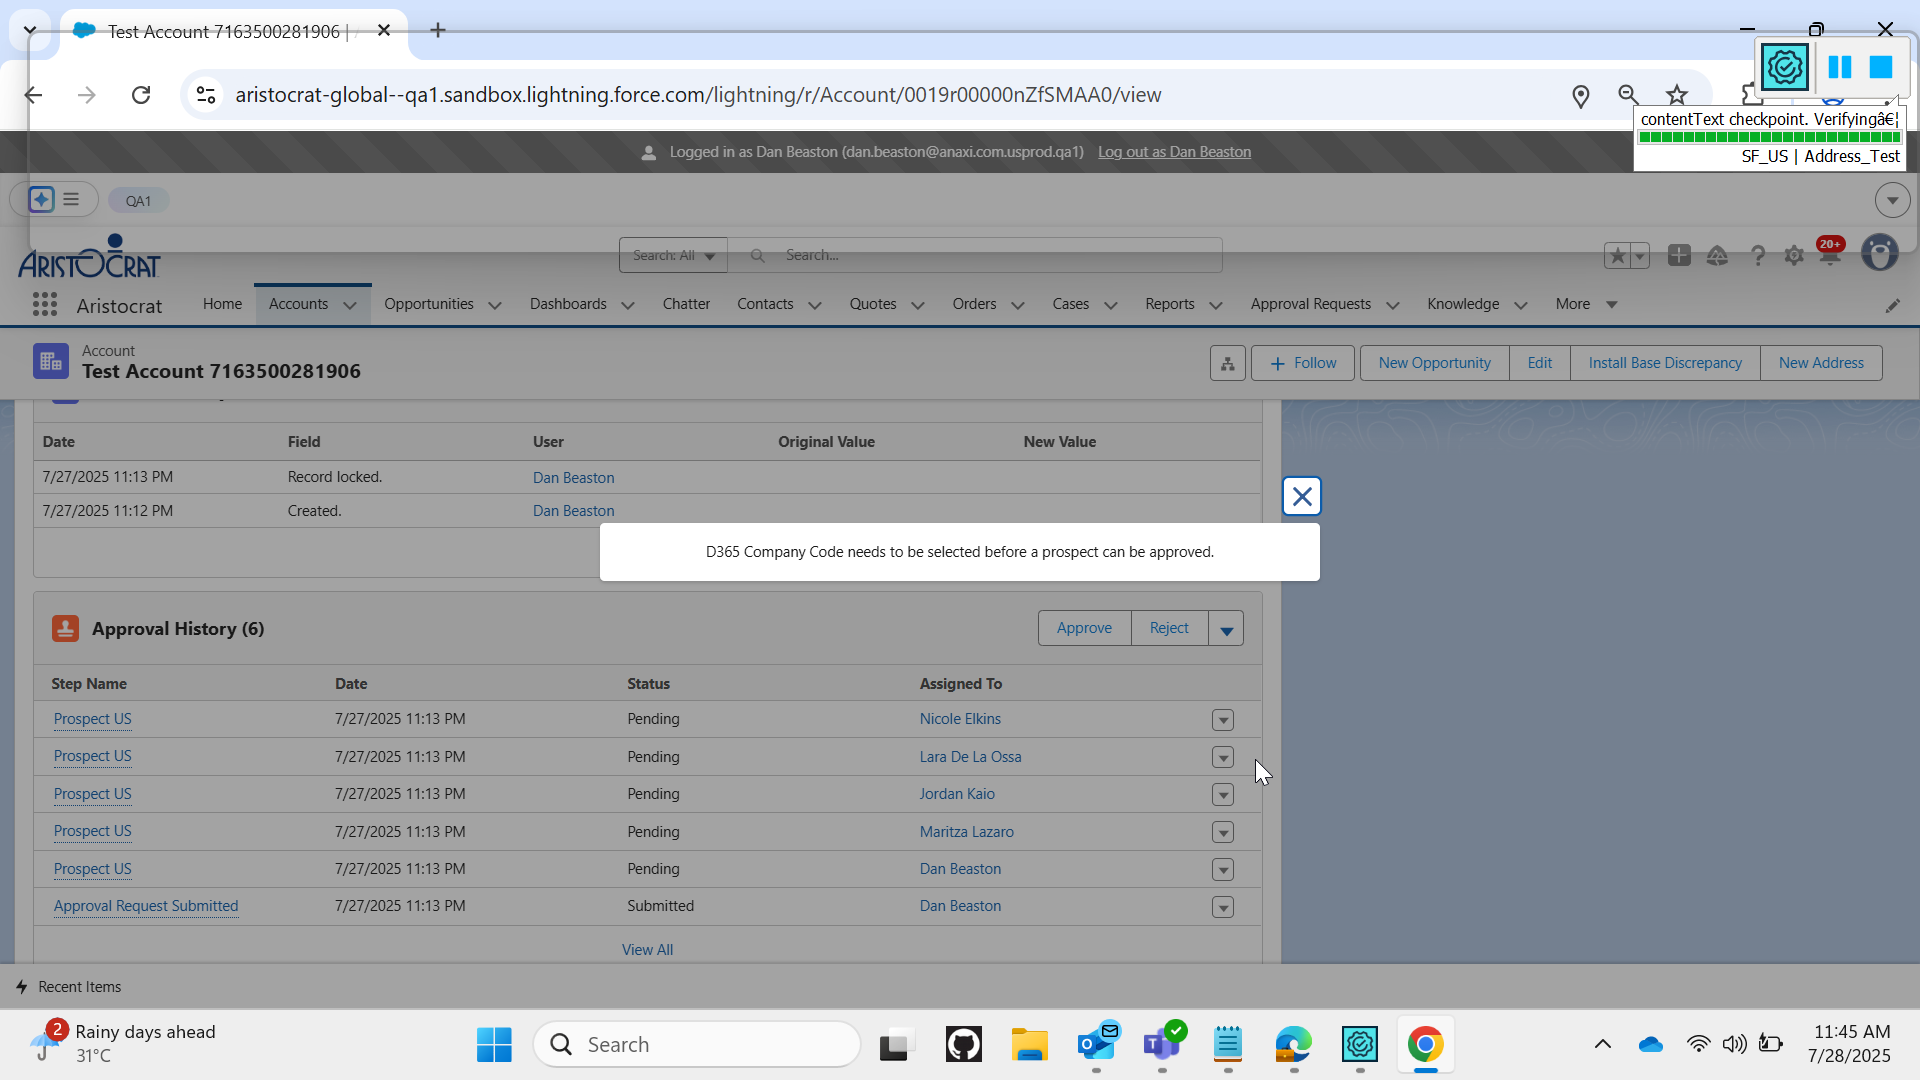 Test Account 7163500281906 |
aristocrat-global--qa1.sandbox.lightning.force.com/lightning/r/Account/0019r00000nZfSMAA0/view
contentText checkpoint. Verifyingâ€¦
SF_US | Address_Test
Logged in as Dan Beaston (dan.beaston@anaxi.com.usprod.qa1) Log out as Dan Beaston
QA1
ARISTOCRAT
Search: All
Search...
20+
Aristocrat
Home
Accounts
Opportunities
Dashboards
Chatter
Contacts
Quotes
Orders
Cases
Reports
Approval Requests
Knowledge
More
Account
Test Account 7163500281906
Follow
New Opportunity
Edit
Install Base Discrepancy
New Address
Date Field User Original Value New Value
7/27/2025 11:13 PM Record locked. Dan Beaston
7/27/2025 11:12 PM Created. Dan Beaston
D365 Company Code needs to be selected before a prospect can be approved.
Approval History (6)
Approve
Reject
Step Name Date Status Assigned To
Prospect US 7/27/2025 11:13 PM Pending Nicole Elkins
Prospect US 7/27/2025 11:13 PM Pending Lara De La Ossa
Prospect US 7/27/2025 11:13 PM Pending Jordan Kaio
Prospect US 7/27/2025 11:13 PM Pending Maritza Lazaro
Prospect US 7/27/2025 11:13 PM Pending Dan Beaston
Approval Request Submitted 7/27/2025 11:13 PM Submitted Dan Beaston
View All
Recent Items
2
Rainy days ahead
31°C
Search
11:45 AM
7/28/2025